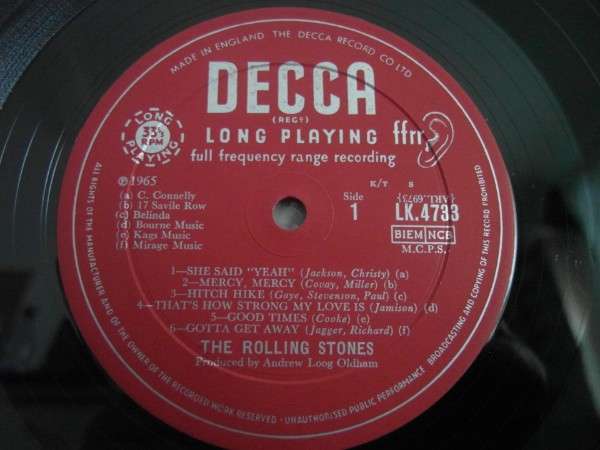 MADE IN ENGLAND THE DECCA RECORD CO LTD
DECCA
(REGD)
LONG PLAYING
33⅓
RPM
LONG PLAYING ffrr
full frequency range recording
℗1965
(a) C. Connelly
(b) 17 Savile Row
(c) Belinda
(d) Bourne Music
(e) Kags Music
(f) Mirage Music
K/T S
Side
1
{ARL.6973}
LK.4733
BIEM NCB
M.C.P.S.
1—SHE SAID "YEAH" (Jackson, Christy) (a)
2—MERCY, MERCY (Covay, Miller) (b)
3—HITCH HIKE (Gaye, Stevenson, Paul) (c)
4—THAT'S HOW STRONG MY LOVE IS (Jamison) (d)
5—GOOD TIMES (Cooke) (e)
6—GOTTA GET AWAY (Jagger, Richard) (f)
THE ROLLING STONES
Produced by Andrew Loog Oldham
ALL RIGHTS OF THE MANUFACTURER AND OF THE OWNER OF THE RECORDED WORK RESERVED · UNAUTHORISED PUBLIC PERFORMANCE BROADCASTING AND COPYING OF THIS RECORD PROHIBITED